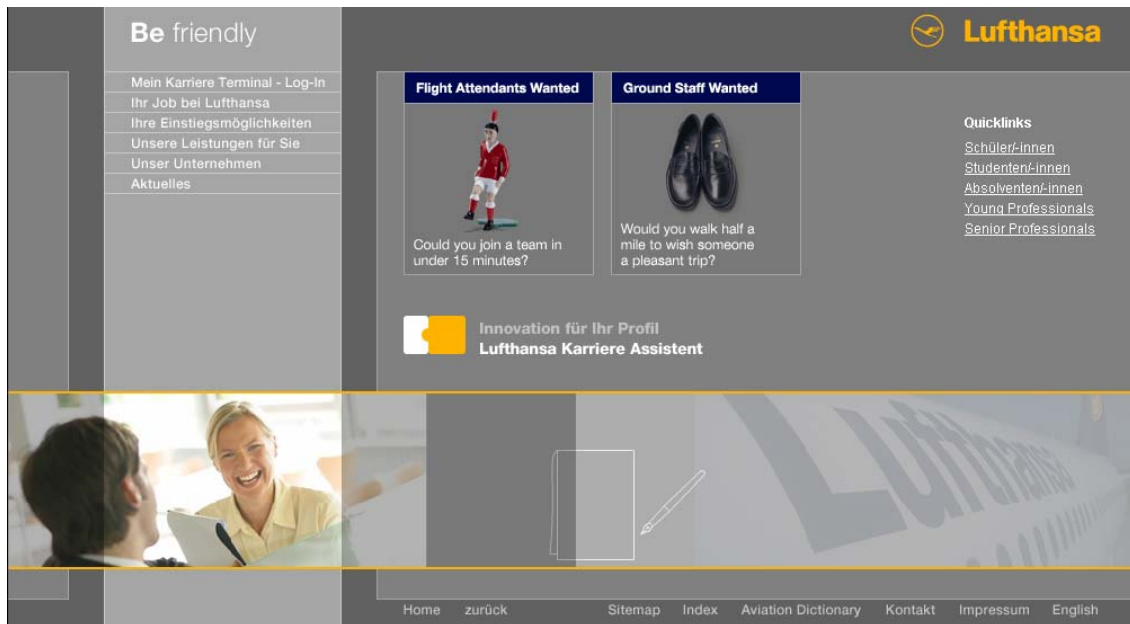 Be friendly
Lufthansa
Mein Karriere Terminal - Log-In
Ihr Job bei Lufthansa
Ihre Einstiegsmöglichkeiten
Unsere Leistungen für Sie
Unser Unternehmen
Aktuelles
Flight Attendants Wanted
Could you join a team in
under 15 minutes?
Ground Staff Wanted
Would you walk half a
mile to wish someone
a pleasant trip?
Quicklinks
Schüler/-innen
Studenten/-innen
Absolventen/-innen
Young Professionals
Senior Professionals
Innovation für Ihr Profil
Lufthansa Karriere Assistent
Lufthansa
Home zurück Sitemap Index Aviation Dictionary Kontakt Impressum English